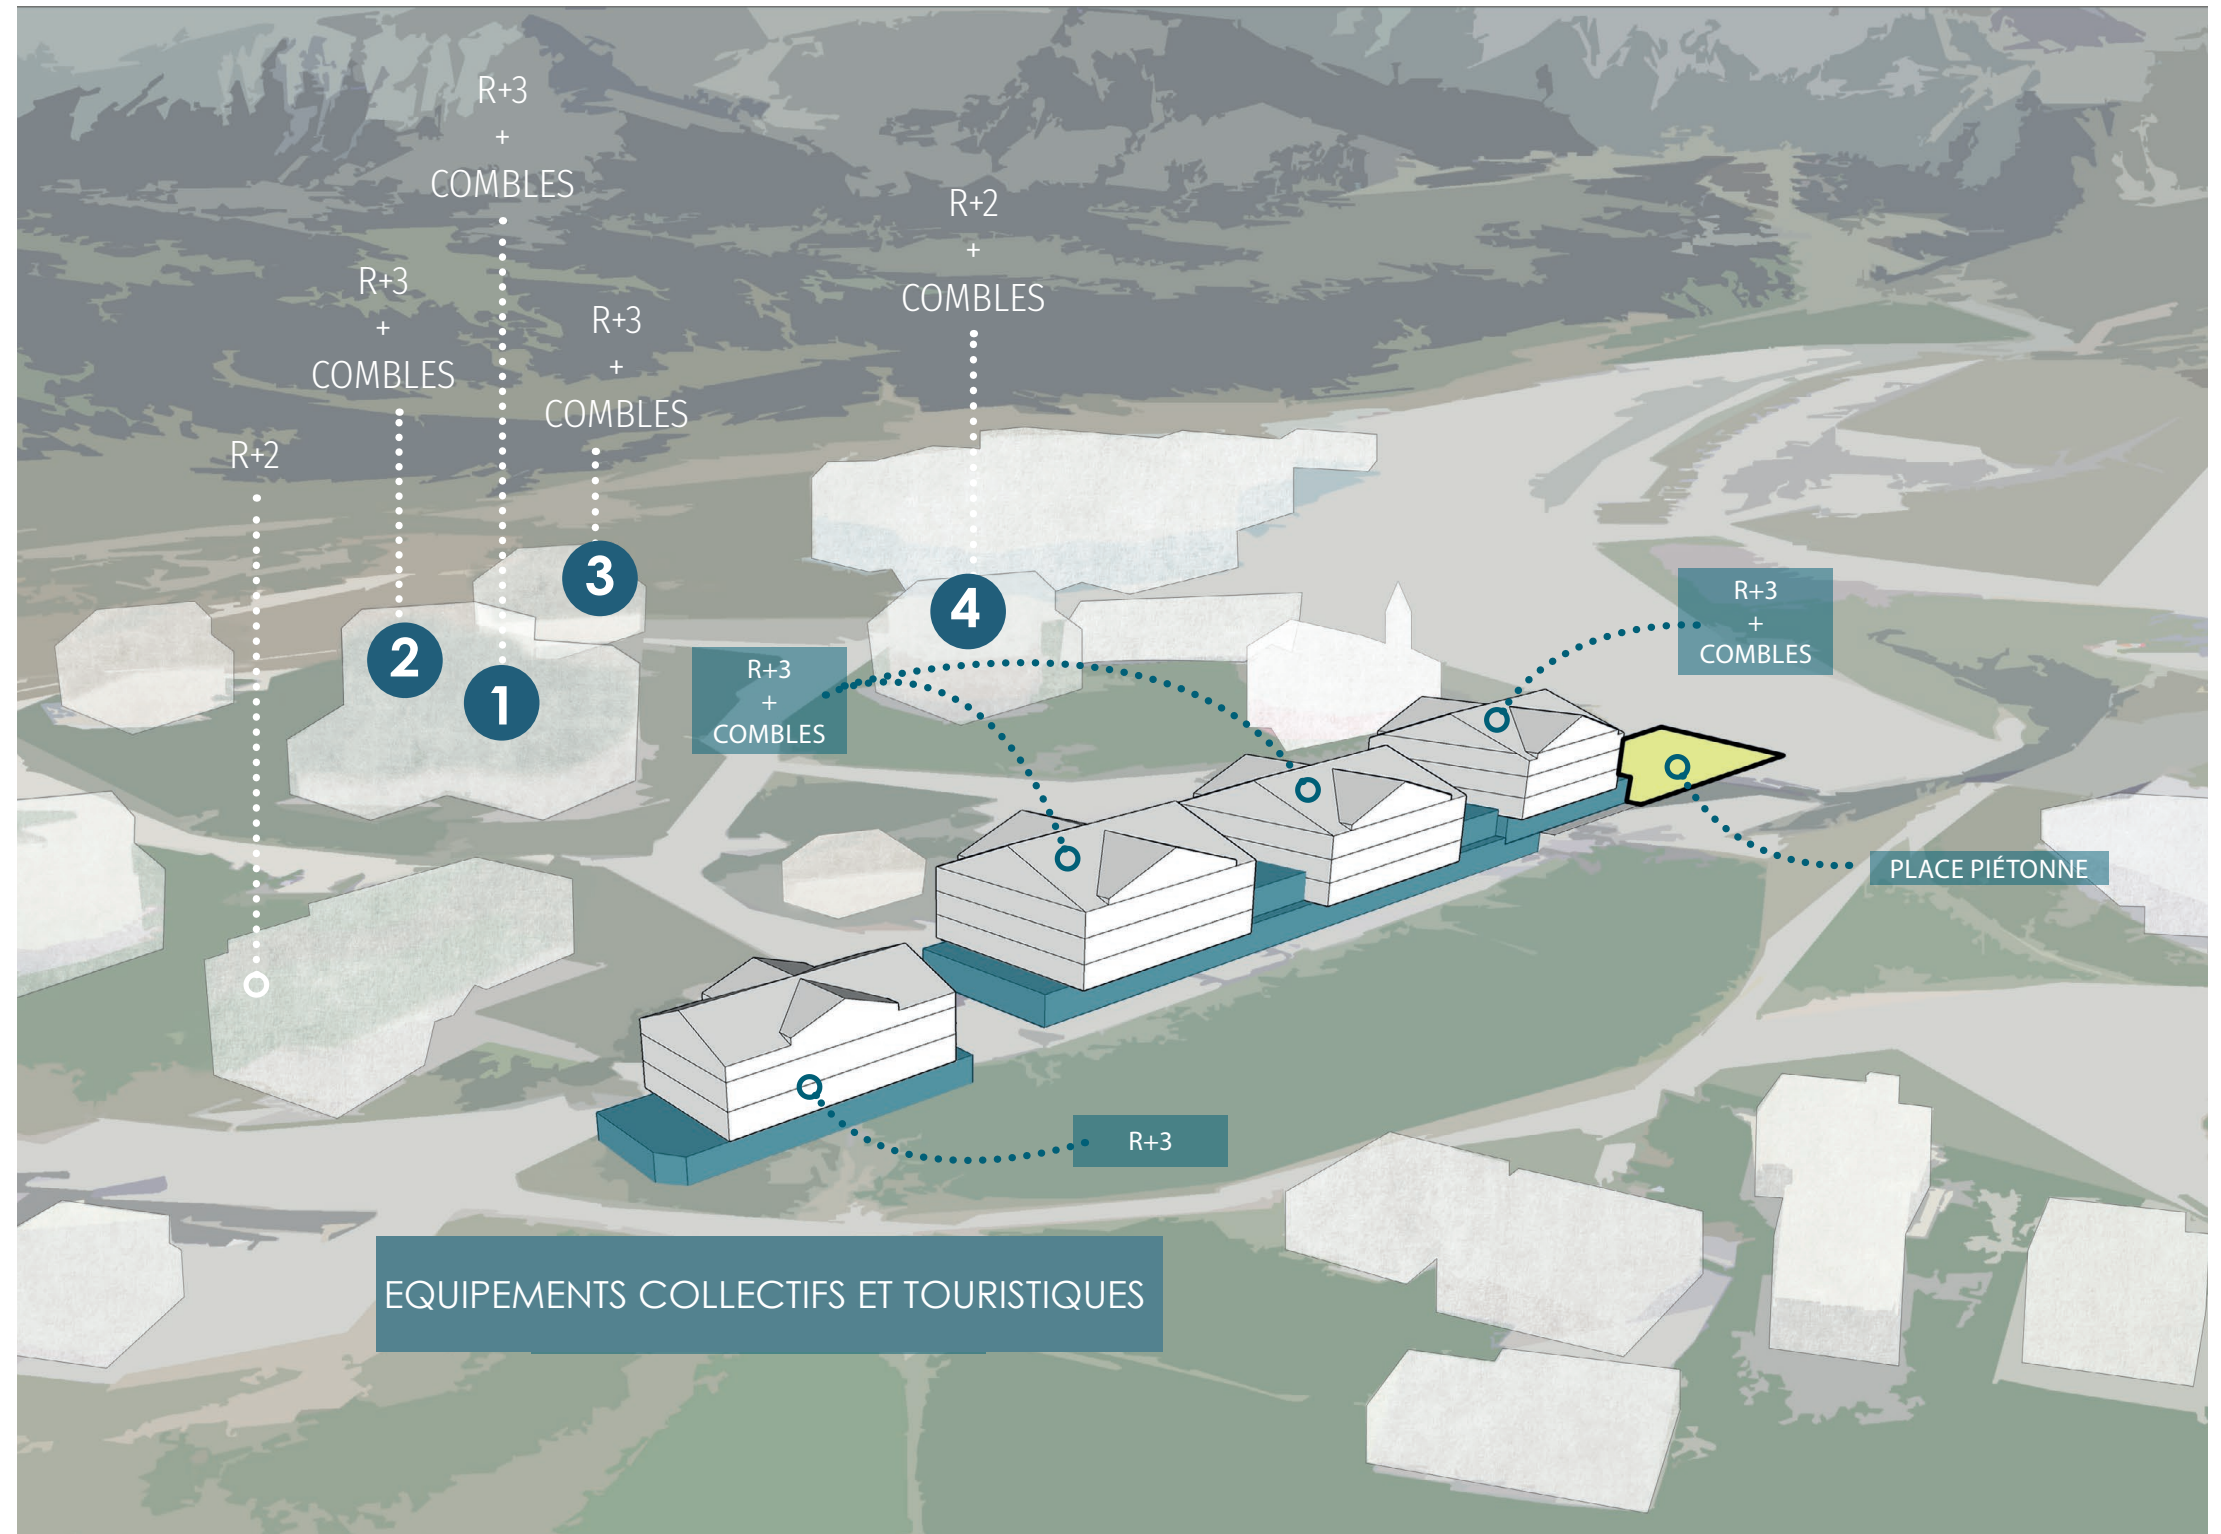 R+3
+
COMBLES
R+2
+
COMBLES
R+3
+
COMBLES
R+3
+
COMBLES
R+2
3
4
2
1
R+3
+
COMBLES
R+3
+
COMBLES
PLACE PIÉTONNE
R+3
EQUIPEMENTS COLLECTIFS ET TOURISTIQUES